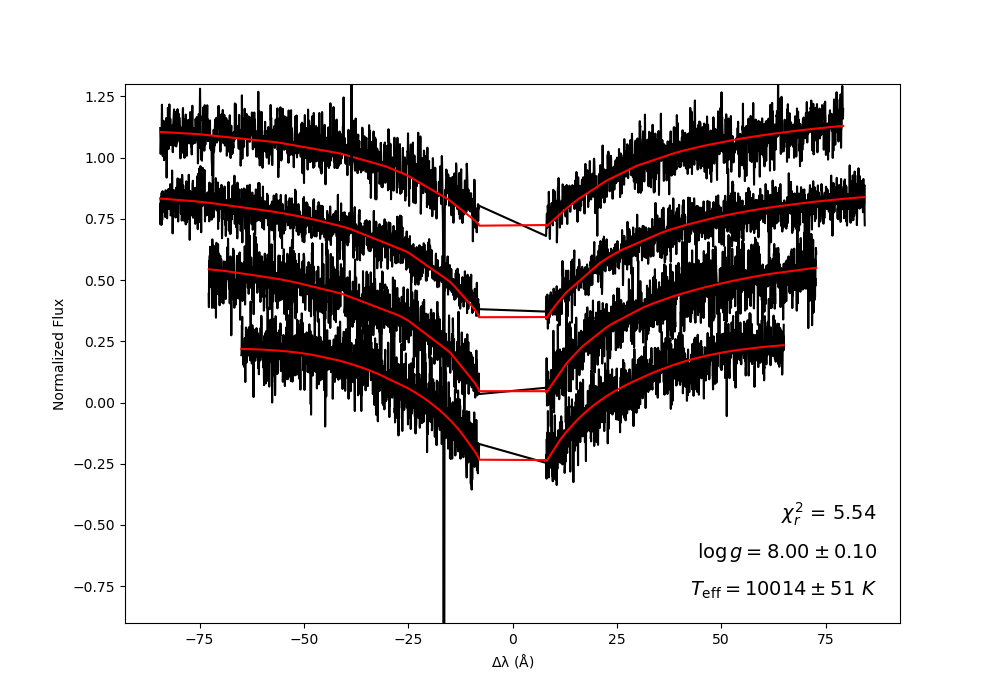 1.25
1.00
0.75
0.50
0.25
0.00
−0.25
−0.50
−0.75
Normalized Flux
χ²ᵣ = 5.54
log g = 8.00 ± 0.10
T_eff = 10014 ± 51 K
−75 −50 −25 0 25 50 75
Δλ (Å)